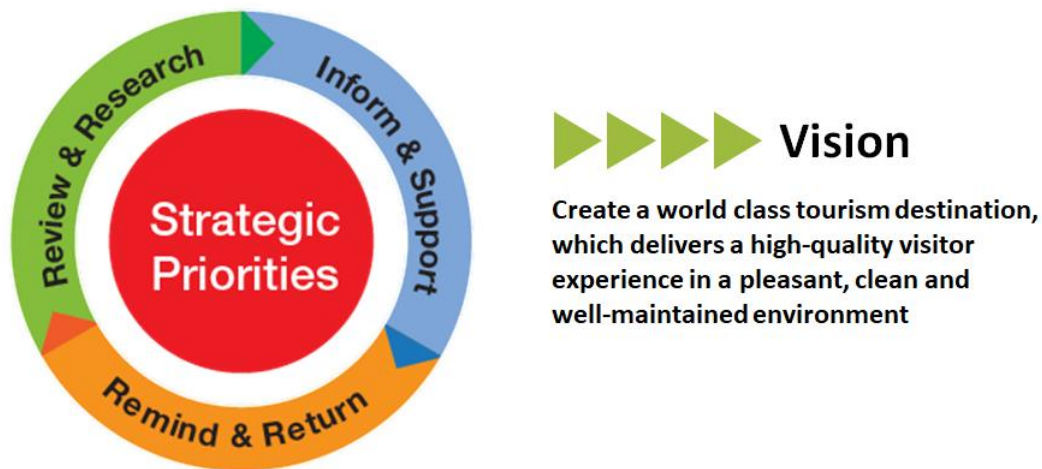 Review & Research
Inform & Support
Remind & Return
Strategic
Priorities
Vision
Create a world class tourism destination,
which delivers a high-quality visitor
experience in a pleasant, clean and
well-maintained environment